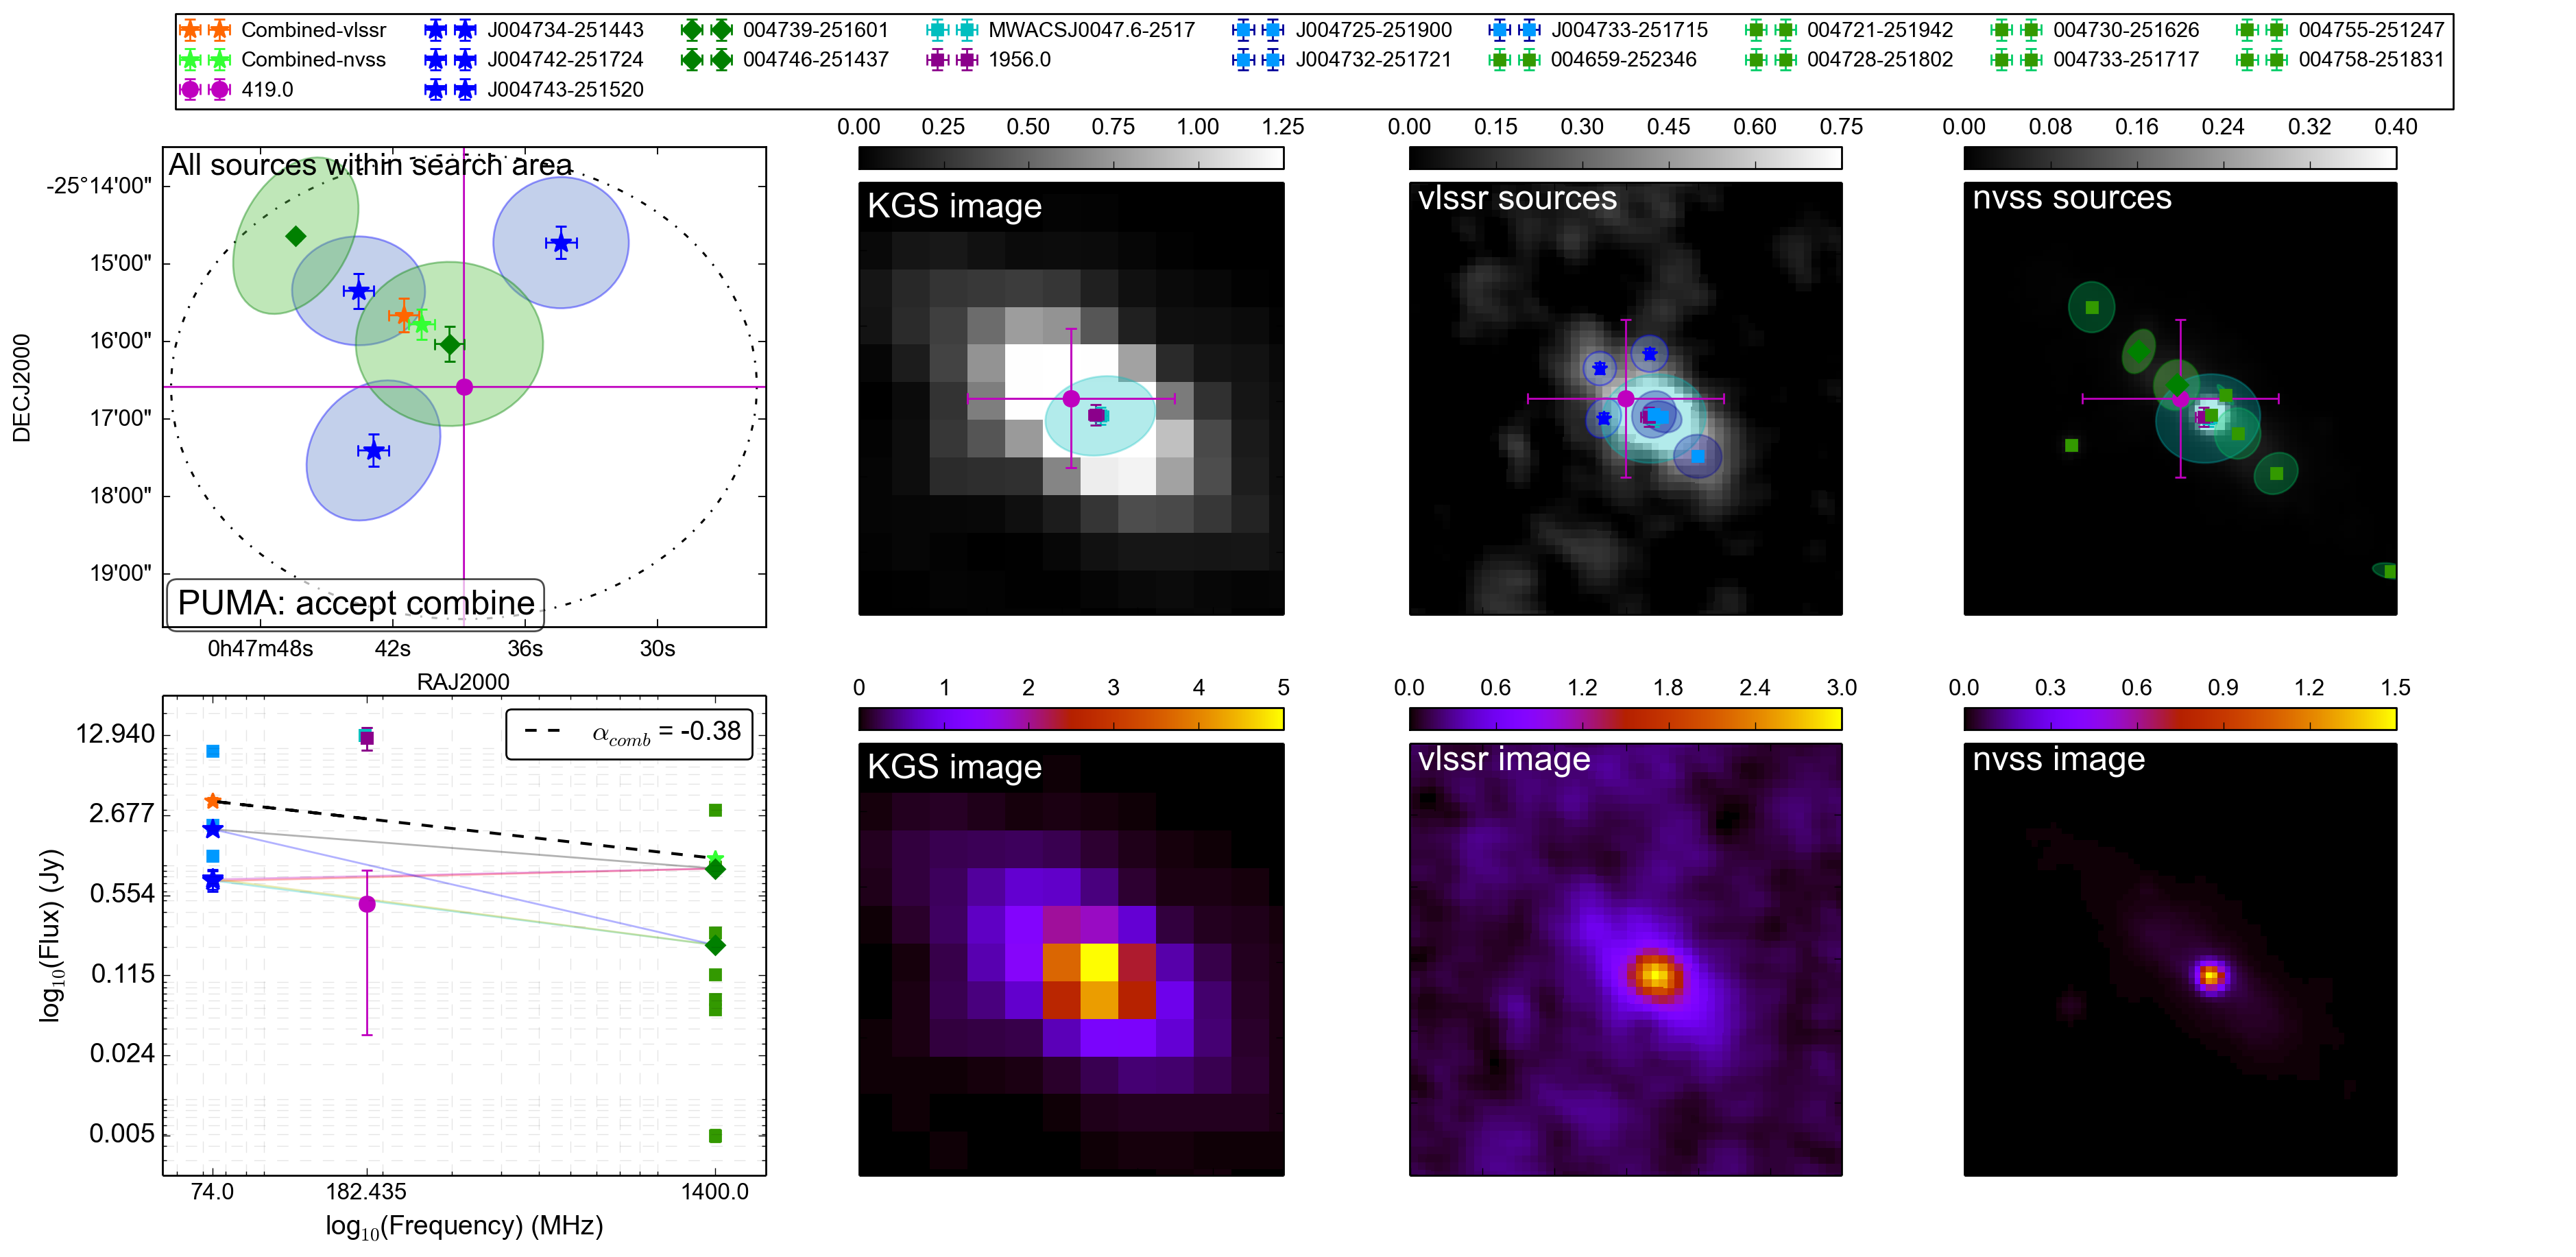 Combined-vlssr J004734-251443 004739-251601 MWACSJ0047.6-2517 J004725-251900 J004733-251715 004721-251942 004730-251626 004755-251247
Combined-nvss J004742-251724 004746-251437 1956.0 J004732-251721 004659-252346 004728-251802 004733-251717 004758-251831
419.0 J004743-251520
0.00 0.25 0.50 0.75 1.00 1.25
0.00 0.15 0.30 0.45 0.60 0.75
0.00 0.08 0.16 0.24 0.32 0.40
All sources within search area
KGS image
vlssr sources
nvss sources
-25°14'00"
15'00"
16'00"
17'00"
18'00"
19'00"
DECJ2000
PUMA: accept combine
0h47m48s 42s 36s 30s
RAJ2000
0 1 2 3 4 5
0.0 0.6 1.2 1.8 2.4 3.0
0.0 0.3 0.6 0.9 1.2 1.5
αcomb = -0.38
KGS image
vlssr image
nvss image
12.940
2.677
0.554
0.115
0.024
0.005
log10(Flux) (Jy)
74.0 182.435 1400.0
log10(Frequency) (MHz)